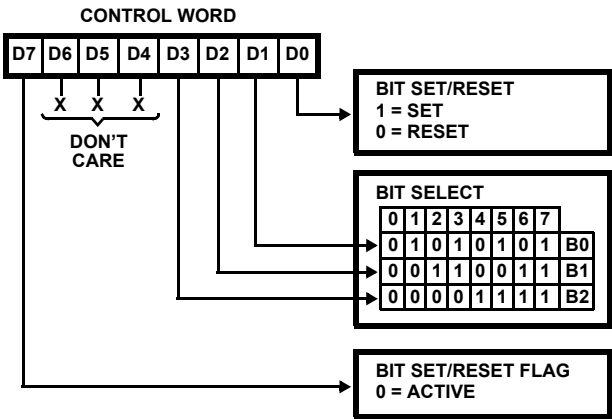 CONTROL WORD
D7 D6 D5 D4 D3 D2 D1 D0
X X X
DON'T
CARE
BIT SET/RESET
1 = SET
0 = RESET
BIT SELECT
0 1 2 3 4 5 6 7
0 1 0 1 0 1 0 1 B0
0 0 1 1 0 0 1 1 B1
0 0 0 0 1 1 1 1 B2
BIT SET/RESET FLAG
0 = ACTIVE